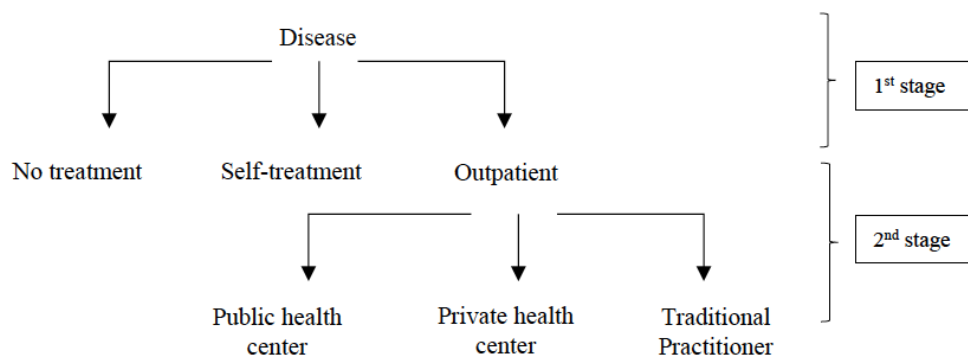 Disease
1st stage
No treatment Self-treatment Outpatient
2nd stage
Public health
center
Private health
center
Traditional
Practitioner